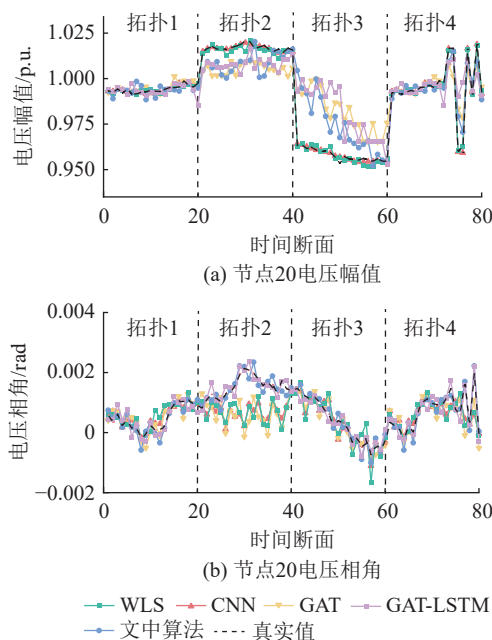 拓扑1 拓扑2 拓扑3 拓扑4
1.025
1.000
0.975
0.950
电压幅值/p.u.
0 20 40 60 80
时间断面
(a) 节点20电压幅值
0.004
拓扑1 拓扑2 拓扑3 拓扑4
0.002
0
−0.002
电压相角/rad
0 20 40 60 80
时间断面
(b) 节点20电压相角
WLS CNN GAT GAT-LSTM
文中算法 真实值